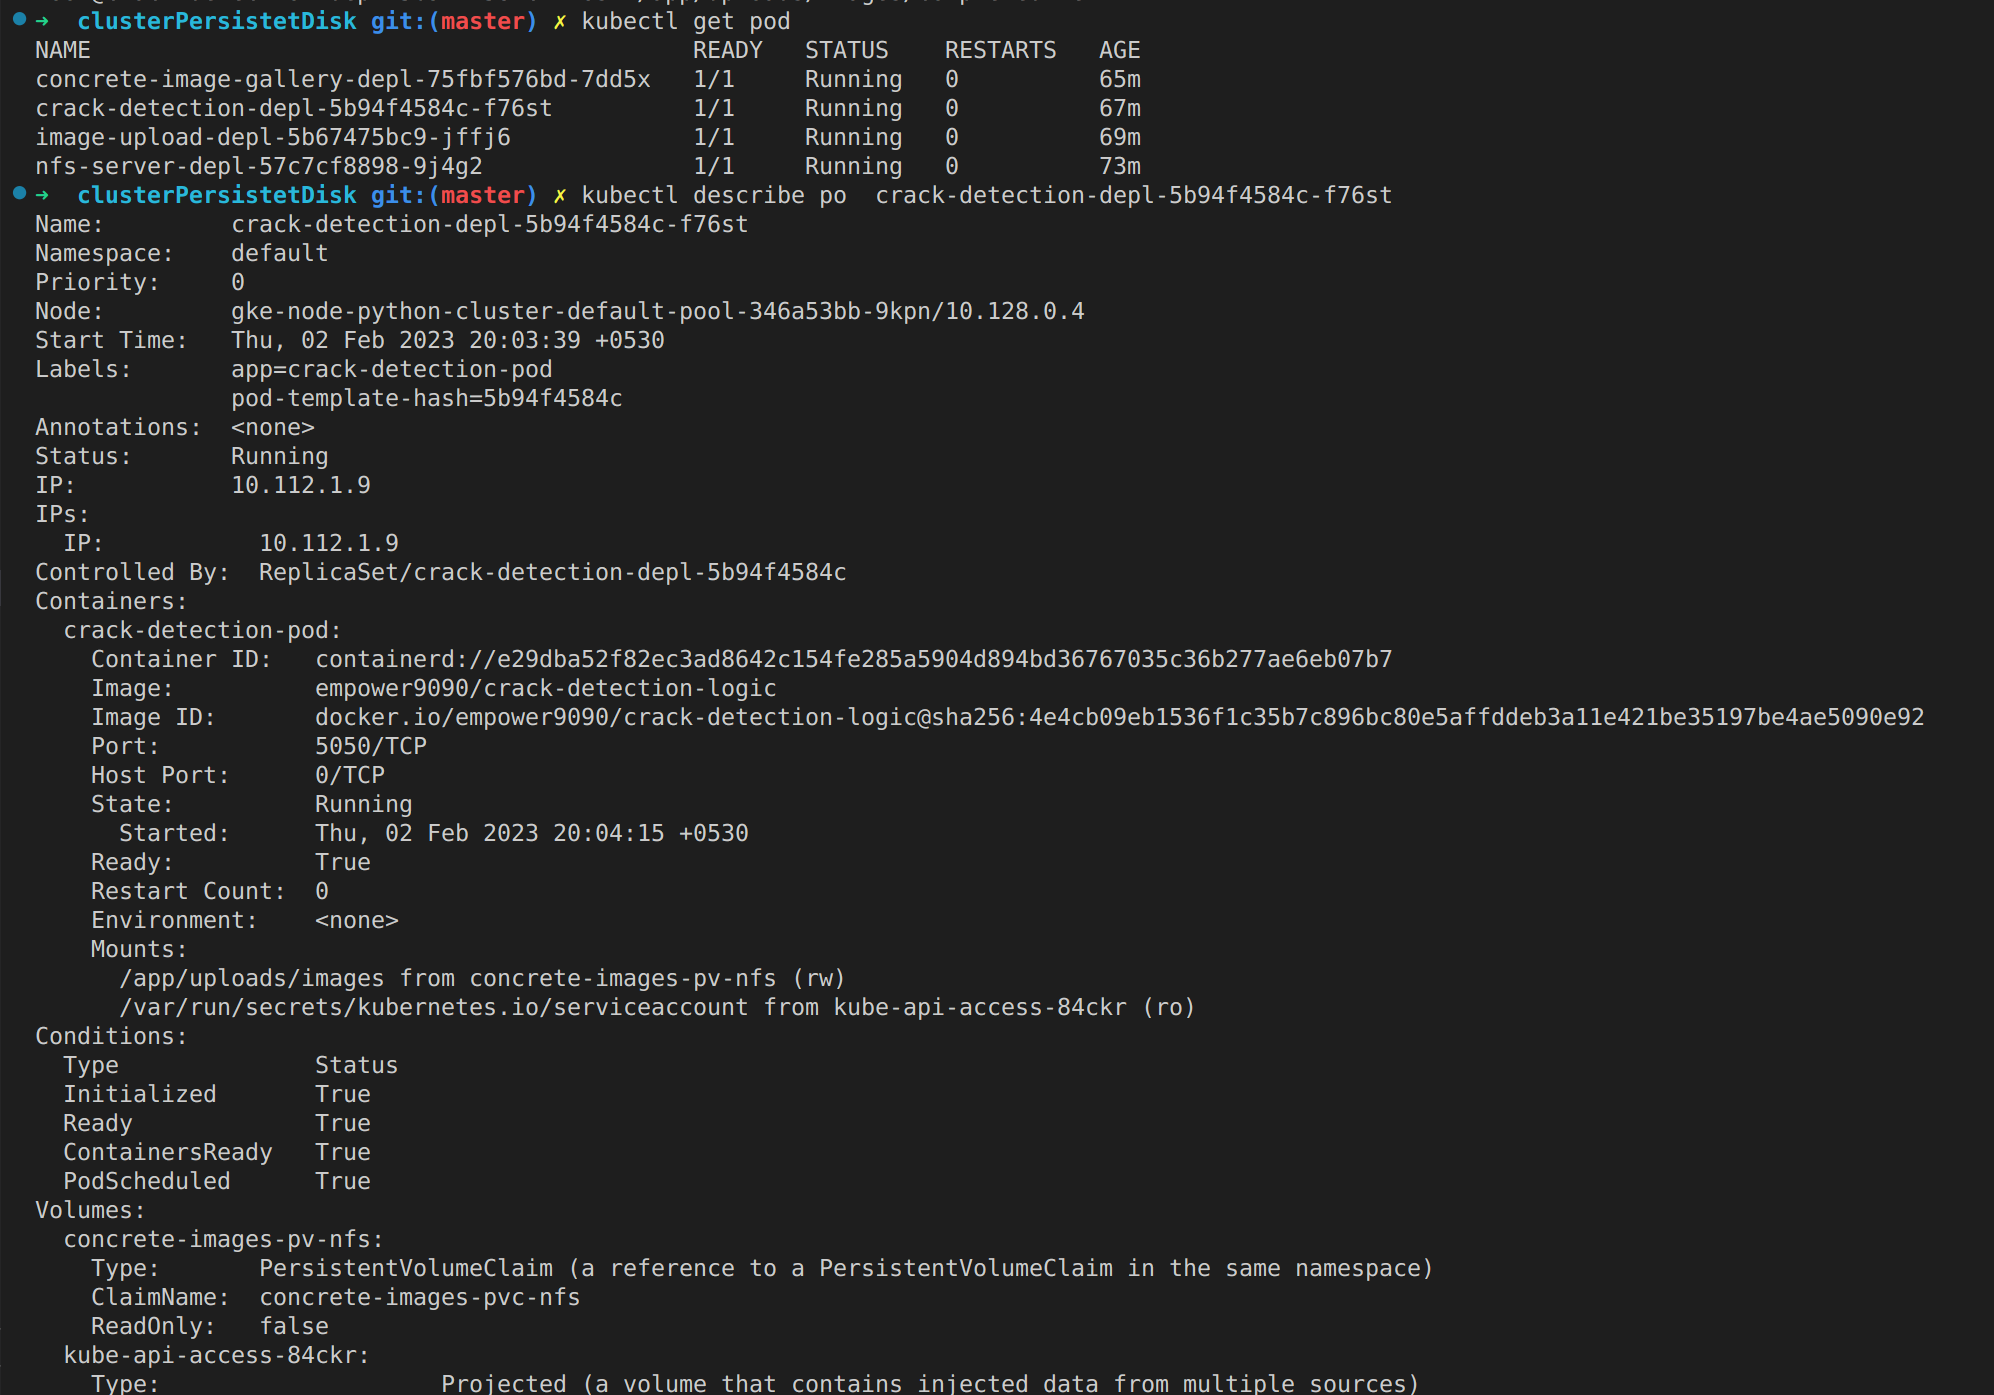 ➜  clusterPersistetDisk git:(master) ✗ kubectl get pod
NAME                                           READY   STATUS    RESTARTS   AGE
concrete-image-gallery-depl-75fbf576bd-7dd5x   1/1     Running   0          65m
crack-detection-depl-5b94f4584c-f76st          1/1     Running   0          67m
image-upload-depl-5b67475bc9-jffj6             1/1     Running   0          69m
nfs-server-depl-57c7cf8898-9j4g2               1/1     Running   0          73m
➜  clusterPersistetDisk git:(master) ✗ kubectl describe po  crack-detection-depl-5b94f4584c-f76st
Name:         crack-detection-depl-5b94f4584c-f76st
Namespace:    default
Priority:     0
Node:         gke-node-python-cluster-default-pool-346a53bb-9kpn/10.128.0.4
Start Time:   Thu, 02 Feb 2023 20:03:39 +0530
Labels:       app=crack-detection-pod
              pod-template-hash=5b94f4584c
Annotations:  <none>
Status:       Running
IP:           10.112.1.9
IPs:
  IP:           10.112.1.9
Controlled By:  ReplicaSet/crack-detection-depl-5b94f4584c
Containers:
  crack-detection-pod:
    Container ID:   containerd://e29dba52f82ec3ad8642c154fe285a5904d894bd36767035c36b277ae6eb07b7
    Image:          empower9090/crack-detection-logic
    Image ID:       docker.io/empower9090/crack-detection-logic@sha256:4e4cb09eb1536f1c35b7c896bc80e5affddeb3a11e421be35197be4ae5090e92
    Port:           5050/TCP
    Host Port:      0/TCP
    State:          Running
      Started:      Thu, 02 Feb 2023 20:04:15 +0530
    Ready:          True
    Restart Count:  0
    Environment:    <none>
    Mounts:
      /app/uploads/images from concrete-images-pv-nfs (rw)
      /var/run/secrets/kubernetes.io/serviceaccount from kube-api-access-84ckr (ro)
Conditions:
  Type              Status
  Initialized       True
  Ready             True
  ContainersReady   True
  PodScheduled      True
Volumes:
  concrete-images-pv-nfs:
    Type:       PersistentVolumeClaim (a reference to a PersistentVolumeClaim in the same namespace)
    ClaimName:  concrete-images-pvc-nfs
    ReadOnly:   false
  kube-api-access-84ckr:
    Type:                    Projected (a volume that contains injected data from multiple sources)